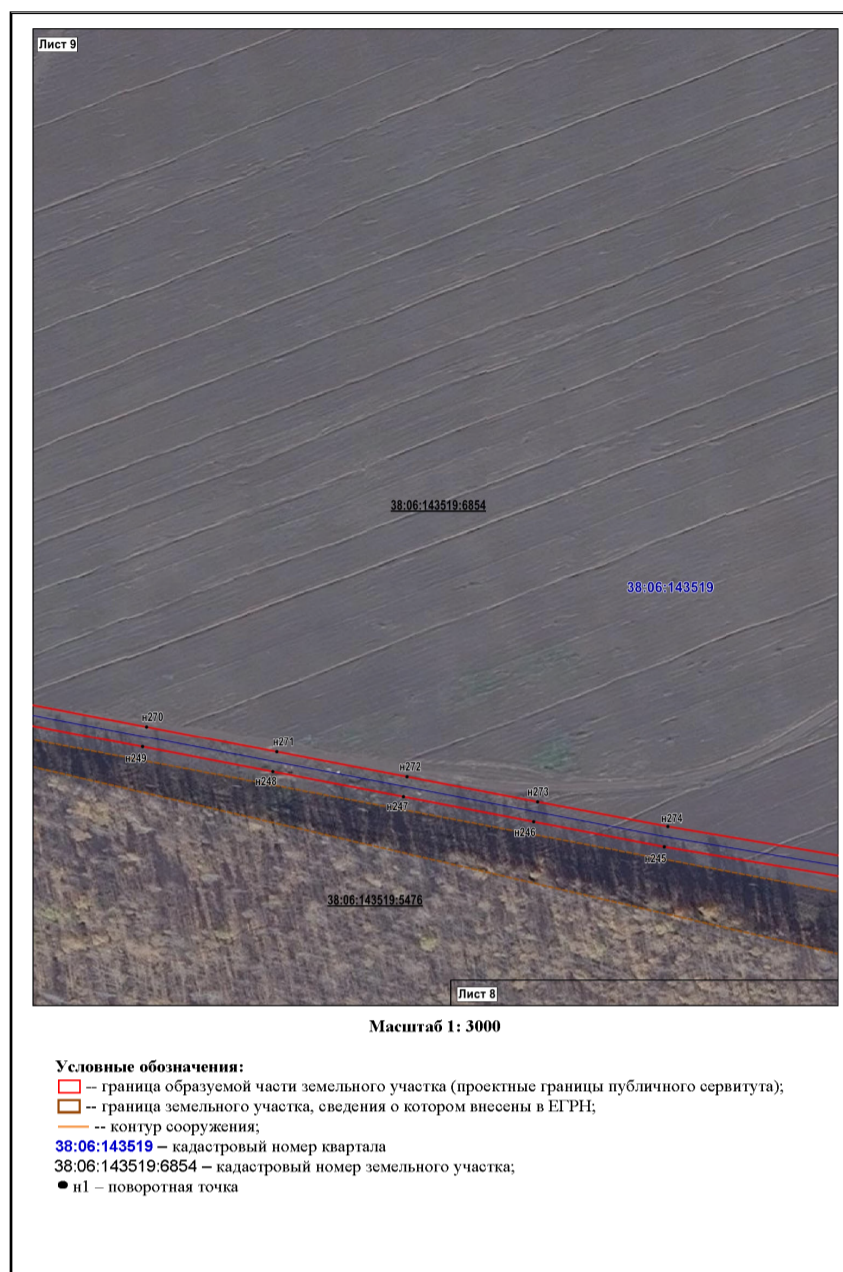 Лист 9
38:06:143519:6854
38:06:143519
н270
н271
н249
н272
н248
н273
н247
н274
н246
н245
38:06:143519:5476
Лист 8
Масштаб 1: 3000
Условные обозначения:
-- граница образуемой части земельного участка (проектные границы публичного сервитута);
-- граница земельного участка, сведения о котором внесены в ЕГРН;
-- контур сооружения;
38:06:143519 – кадастровый номер квартала
38:06:143519:6854 – кадастровый номер земельного участка;
н1 – поворотная точка